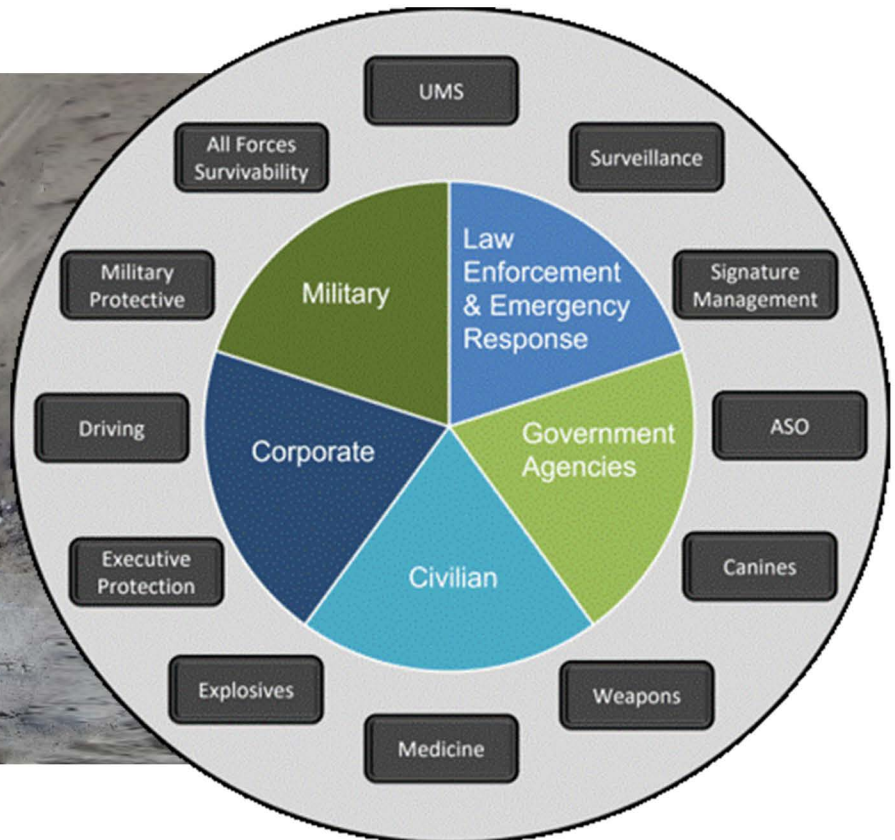 UMS
All Forces
Survivability
Surveillance
Military
Protective
Signature
Management
Driving
ASO
Executive
Protection
Canines
Explosives
Weapons
Medicine
Military
Law
Enforcement
& Emergency
Response
Corporate
Government
Agencies
Civilian